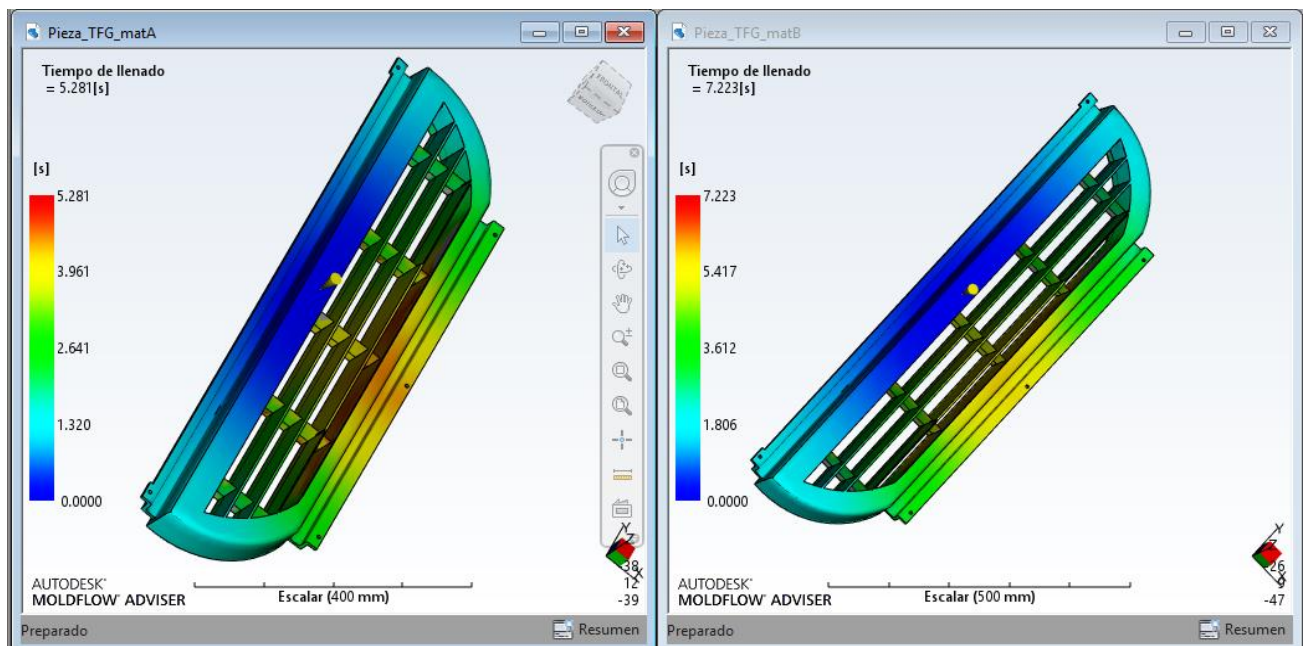 Pieza_TFG_matA
Tiempo de llenado
= 5.281[s]
[s]
5.281
3.961
2.641
1.320
0.0000
FRONTAL
AUTODESK®
MOLDFLOW® ADVISER
Escalar (400 mm)
Y
Z
X
-38
12
-39
Preparado
Resumen
Pieza_TFG_matB
Tiempo de llenado
= 7.223[s]
[s]
7.223
5.417
3.612
1.806
0.0000
AUTODESK®
MOLDFLOW® ADVISER
Escalar (500 mm)
Y
Z
X
-26
9
-47
Preparado
Resumen